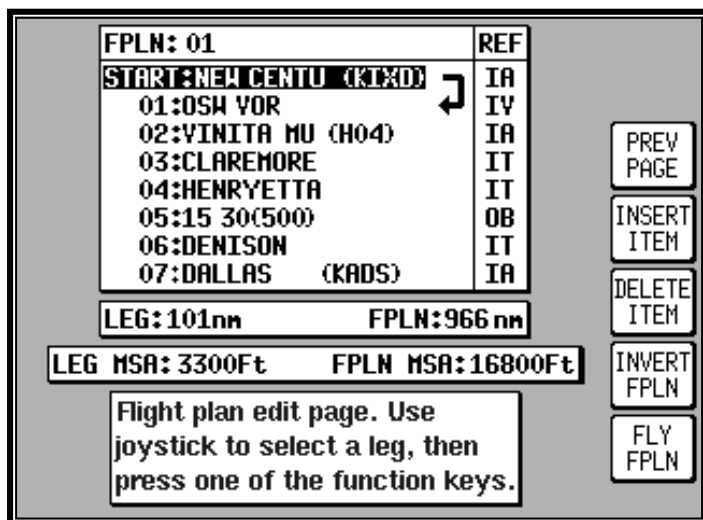 FPLN: 01 REF
START:NEW CENTU (KIXD) IA
01:OSW VOR IV
02:VINITA MU (H04) IA
03:CLAREMORE IT
04:HENRYETTA IT
05:15 30(500) OB
06:DENISON IT
07:DALLAS (KADS) IA
LEG:101nm FPLN:966 nm
LEG MSA:3300Ft FPLN MSA:16800Ft
Flight plan edit page. Use
joystick to select a leg, then
press one of the function keys.
PREV
PAGE
INSERT
ITEM
DELETE
ITEM
INVERT
FPLN
FLY
FPLN